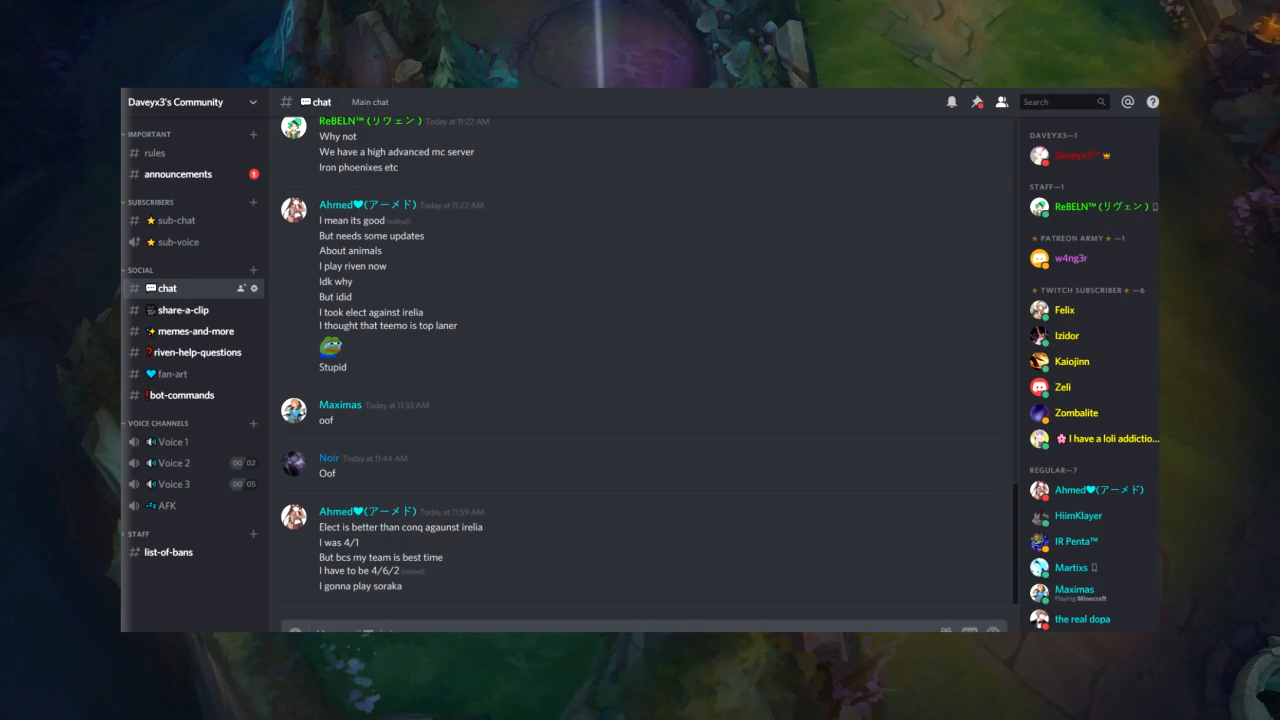 Daveyx3's Community
IMPORTANT
rules
announcements
1
SUBSCRIBERS
sub-chat
sub-voice
SOCIAL
chat
share-a-clip
memes-and-more
riven-help-questions
fan-art
bot-commands
VOICE CHANNELS
Voice 1
Voice 2
00 02
Voice 3
00 05
AFK
STAFF
list-of-bans
chat
Main chat
Search
ReBELN™ (リヴェン) Today at 11:22 AM
Why not
We have a high advanced mc server
Iron phoenixes etc
Ahmed♥(アーメド) Today at 11:22 AM
I mean its good (edited)
But needs some updates
About animals
I play riven now
Idk why
But idid
I took elect against irelia
I thought that teemo is top laner
Stupid
Maximas Today at 11:33 AM
oof
Noir Today at 11:44 AM
Oof
Ahmed♥(アーメド) Today at 11:59 AM
Elect is better than conq agaunst irelia
I was 4/1
But bcs my team is best time
I have to be 4/6/2 (edited)
I gonna play soraka
DAVEYX3—1
Daveyx3™
STAFF—1
ReBELN™ (リヴェン)
★ PATREON ARMY ★ —1
w4ng3r
★ TWITCH SUBSCRIBER ★ —6
Felix
Izidor
Kaiojinn
Zeli
Zombalite
I have a loli addictio...
REGULAR—7
Ahmed♥(アーメド)
HiimKlayer
IR Penta™
Martixs
Maximas
Playing Minecraft
the real dopa